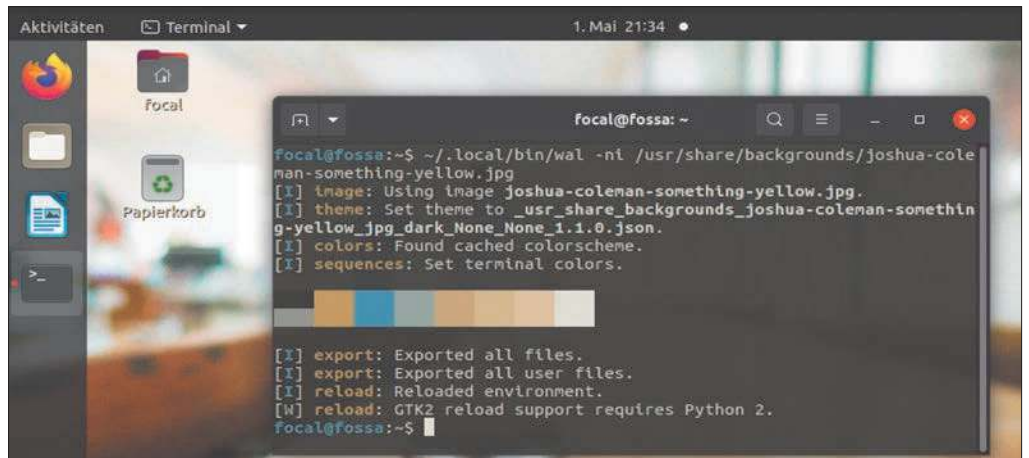 Aktivitäten
Terminal
1. Mai 21:34
focal
Papierkorb
focal@fossa: ~
focal@fossa:~$ ~/.local/bin/wal -ni /usr/share/backgrounds/joshua-cole
man-something-yellow.jpg
[I] image: Using image joshua-coleman-something-yellow.jpg.
[I] theme: Set theme to _usr_share_backgrounds_joshua-coleman-somethin
g-yellow_jpg_dark_None_None_1.1.0.json.
[I] colors: Found cached colorscheme.
[I] sequences: Set terminal colors.
[I] export: Exported all files.
[I] export: Exported all user files.
[I] reload: Reloaded environment.
[W] reload: GTK2 reload support requires Python 2.
focal@fossa:~$